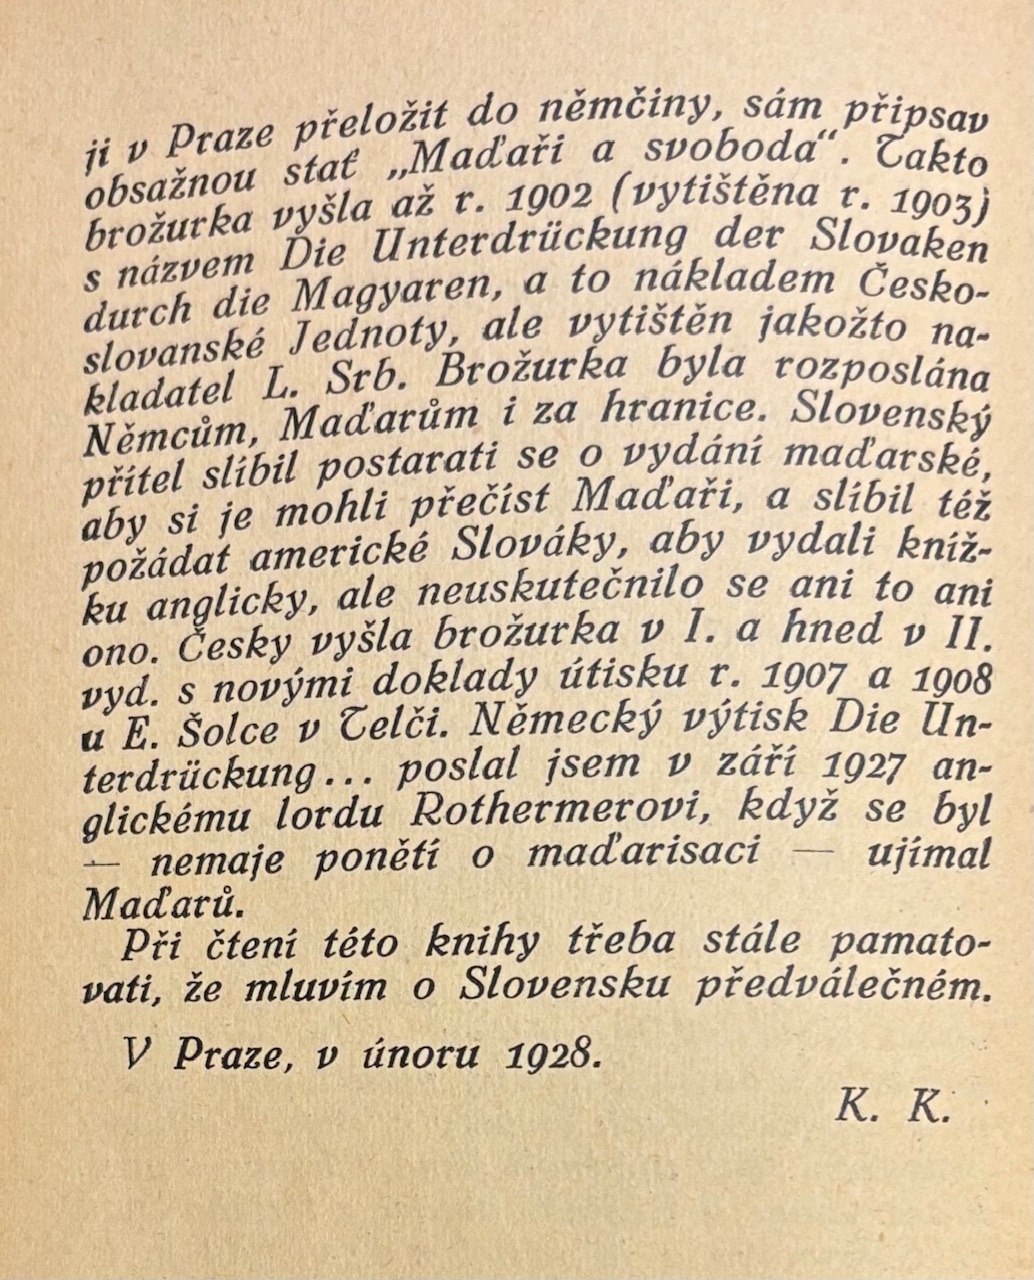 ji v Praze přeložit do němčiny, sám připsav
obsažnou stať „Maďaři a svoboda“. Takto
brožurka vyšla až r. 1902 (vytištěna r. 1903)
s názvem Die Unterdrückung der Slovaken
durch die Magyaren, a to nákladem Česko-
slovanské Jednoty, ale vytištěn jakožto na-
kladatel L. Srb. Brožurka byla rozposlána
Němcům, Maďarům i za hranice. Slovenský
přítel slíbil postarati se o vydání maďarské,
aby si je mohli přečíst Maďaři, a slíbil též
požádat americké Slováky, aby vydali kníž-
ku anglicky, ale neuskutečnilo se ani to ani
ono. Česky vyšla brožurka v I. a hned v II.
vyd. s novými doklady útisku r. 1907 a 1908
u E. Šolce v Telči. Německý výtisk Die Un-
terdrückung... poslal jsem v září 1927 an-
glickému lordu Rothermerovi, když se byl
— nemaje ponětí o maďarisaci — ujímal
Maďarů.
Při čtení této knihy třeba stále pamato-
vati, že mluvím o Slovensku předválečném.
V Praze, v únoru 1928.
K. K.